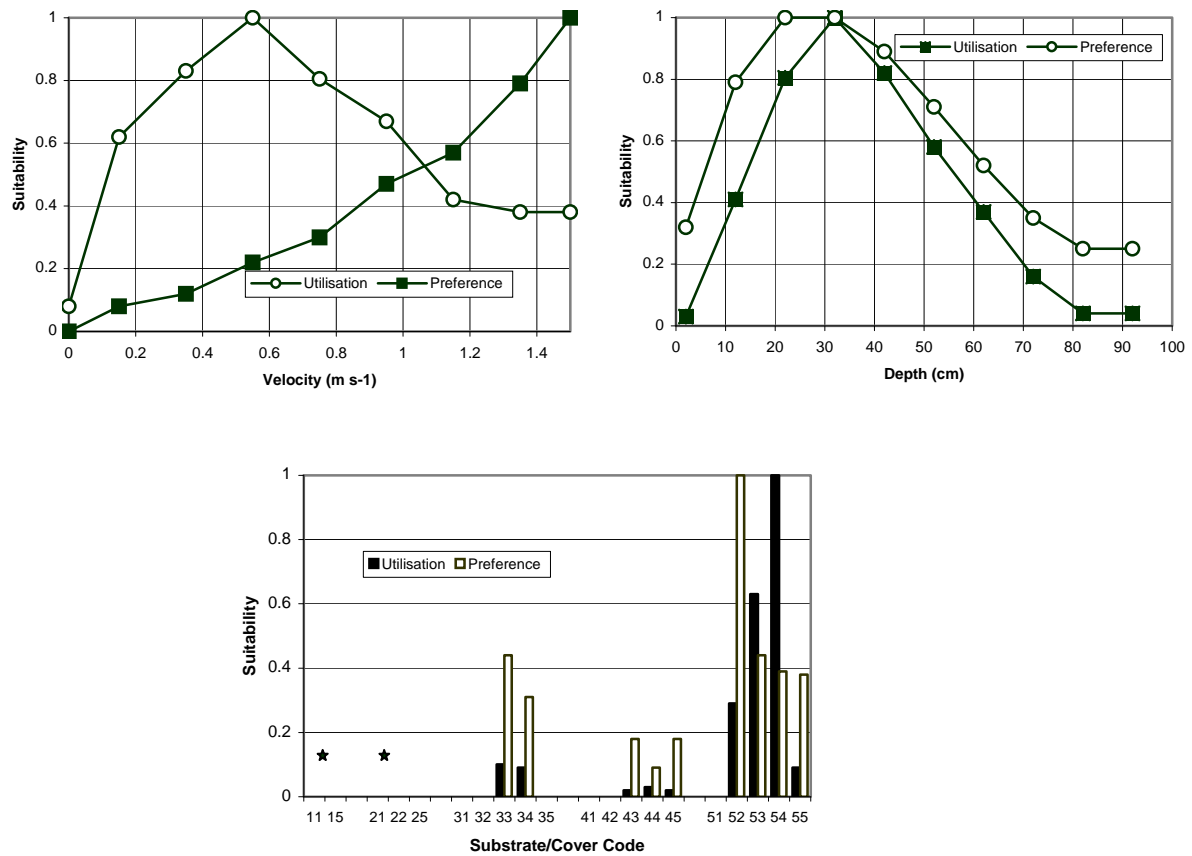 1
0.8
0.6
0.4
0.2
0
Suitability
Utilisation Preference
0 0.2 0.4 0.6 0.8 1 1.2 1.4
Velocity (m s-1)
1
0.8
0.6
0.4
0.2
0
Suitability
Utilisation Preference
0 10 20 30 40 50 60 70 80 90 100
Depth (cm)
1
0.8
0.6
0.4
0.2
0
Suitability
Utilisation Preference
11 15 21 22 25 31 32 33 34 35 41 42 43 44 45 51 52 53 54 55
Substrate/Cover Code